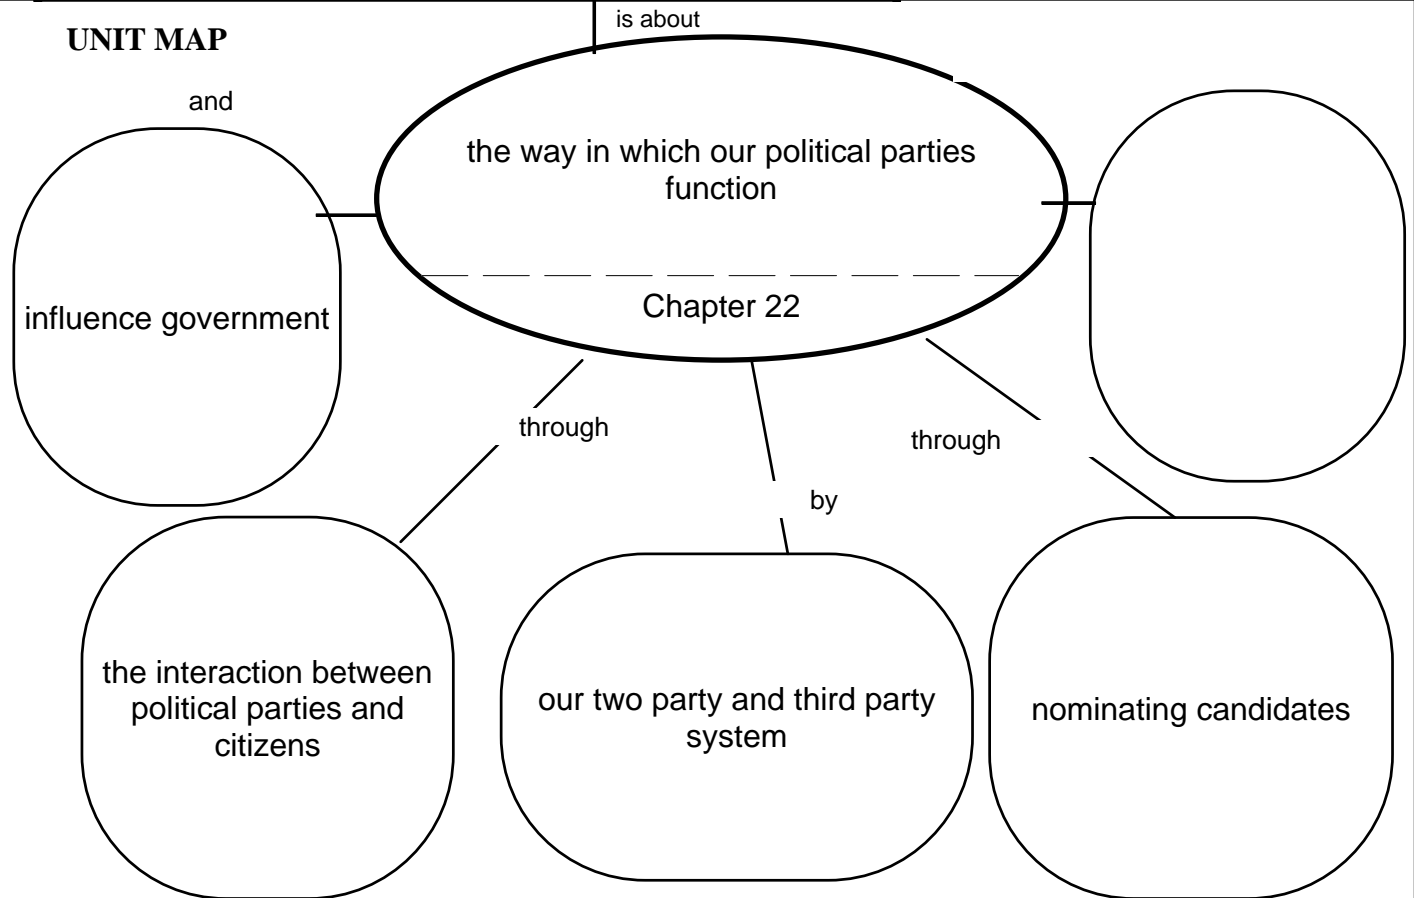 is about
UNIT MAP
and
the way in which our political parties
function
influence government
Chapter 22
through
through
by
the interaction between
political parties and
citizens
our two party and third party
system
nominating candidates